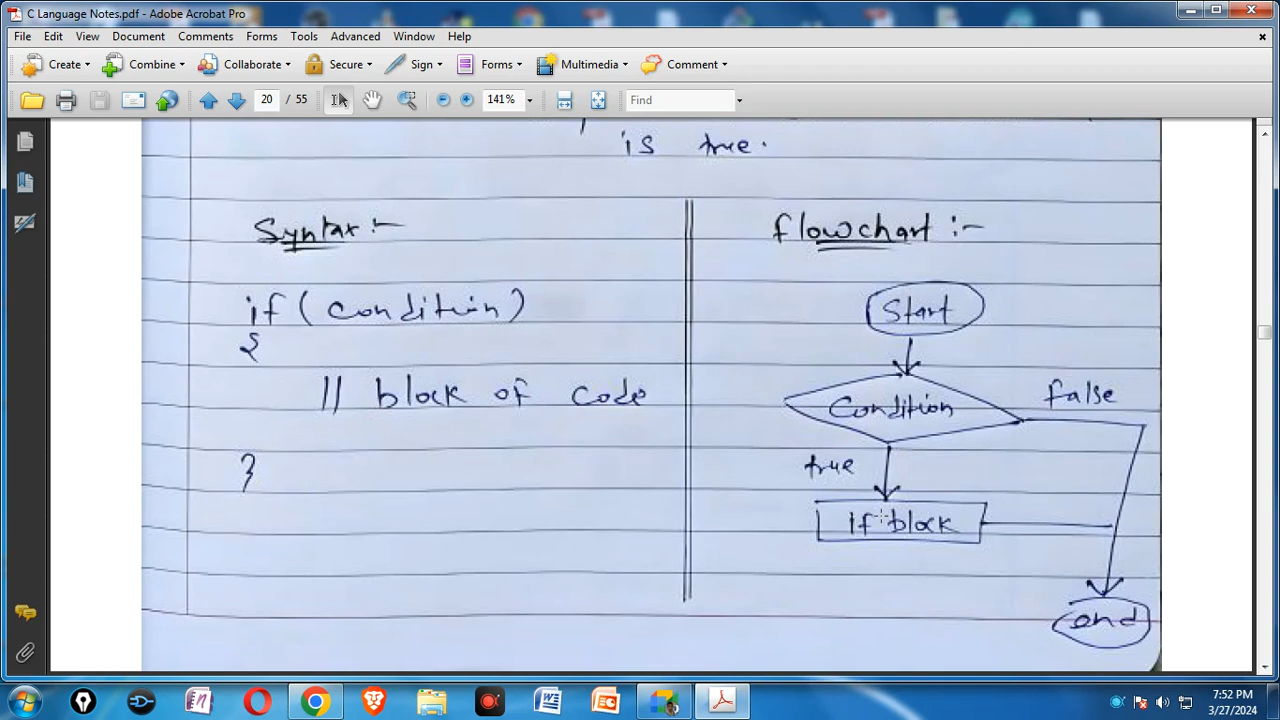 C Language Notes.pdf - Adobe Acrobat Pro
File Edit View Document Comments Forms Tools Advanced Window Help
Create Combine Collaborate Secure Sign Forms Multimedia Comment
20 / 55 141% Find
is true.
Syntax :-
if (condition)
{
// block of code
}
flowchart :-
Start
Condition
false
true
if block
end
7:52 PM
3/27/2024